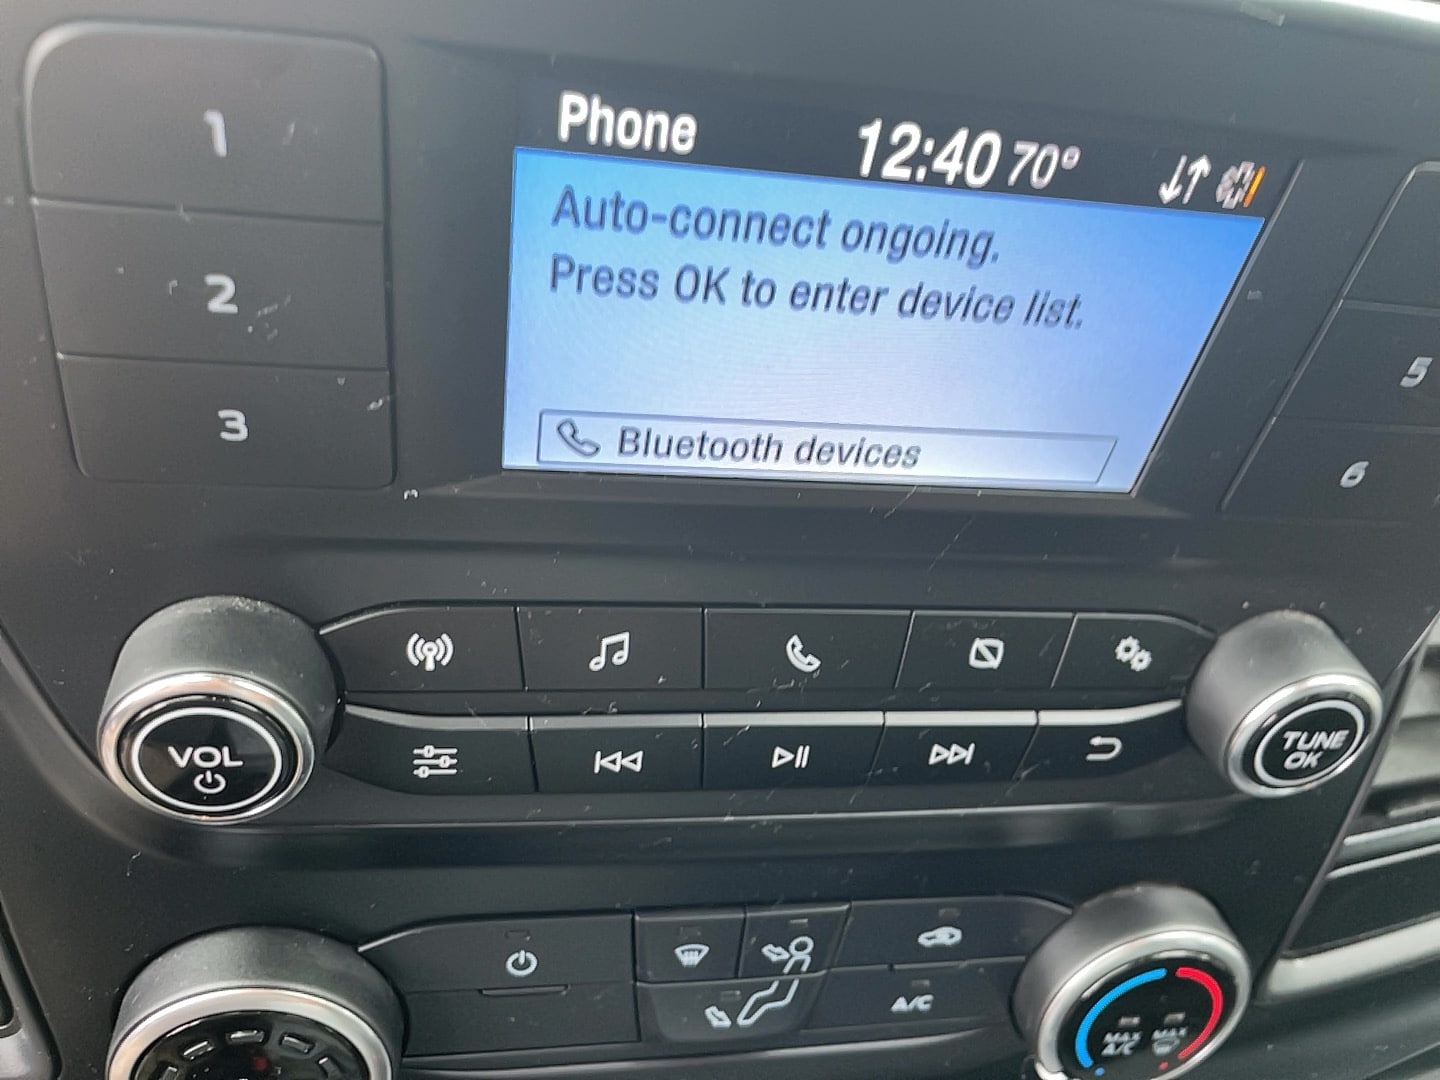 Phone 12:40 70°
Auto-connect ongoing.
Press OK to enter device list.
Bluetooth devices
1
2
3
5
6
VOL
TUNE
OK
A/C
MAX
A/C
MAX